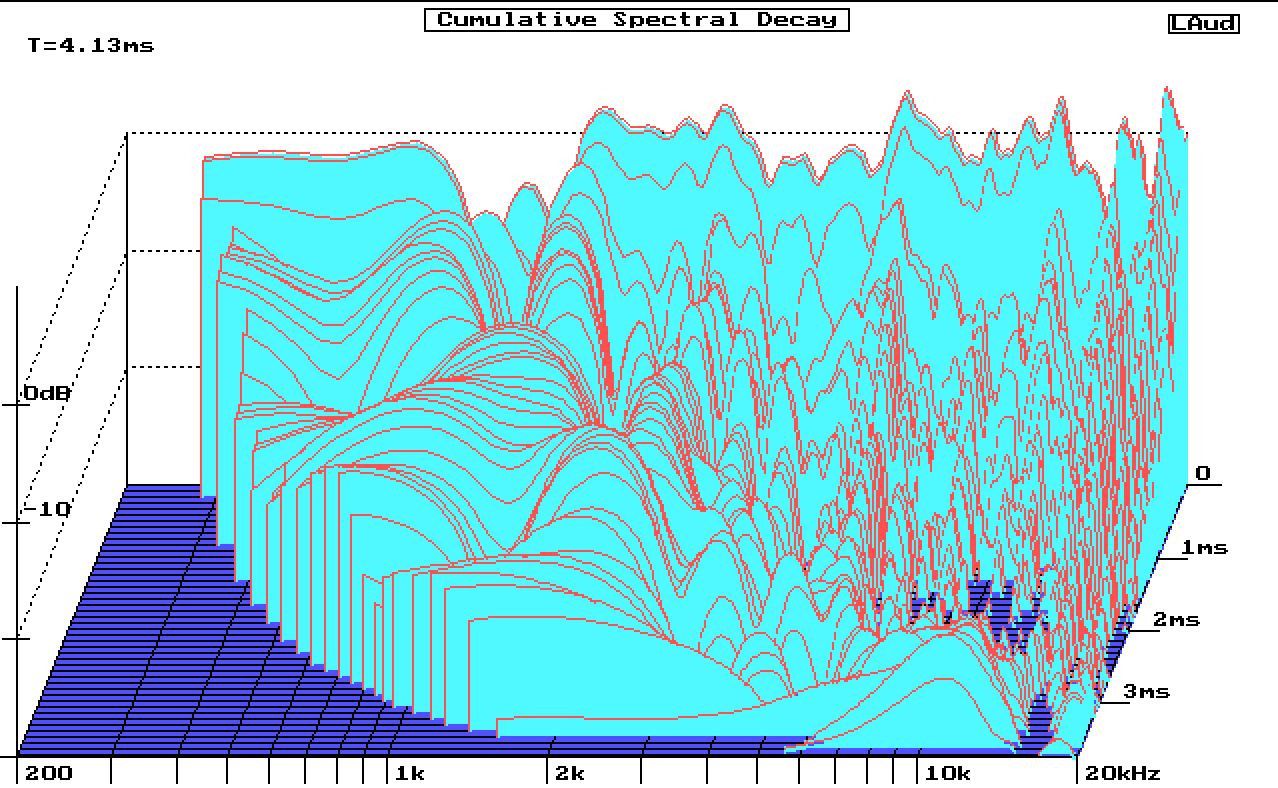 Cumulative Spectral Decay
LAud
T=4.13ms
0dB
-10
0
1ms
2ms
3ms
200
1k
2k
10k
20kHz